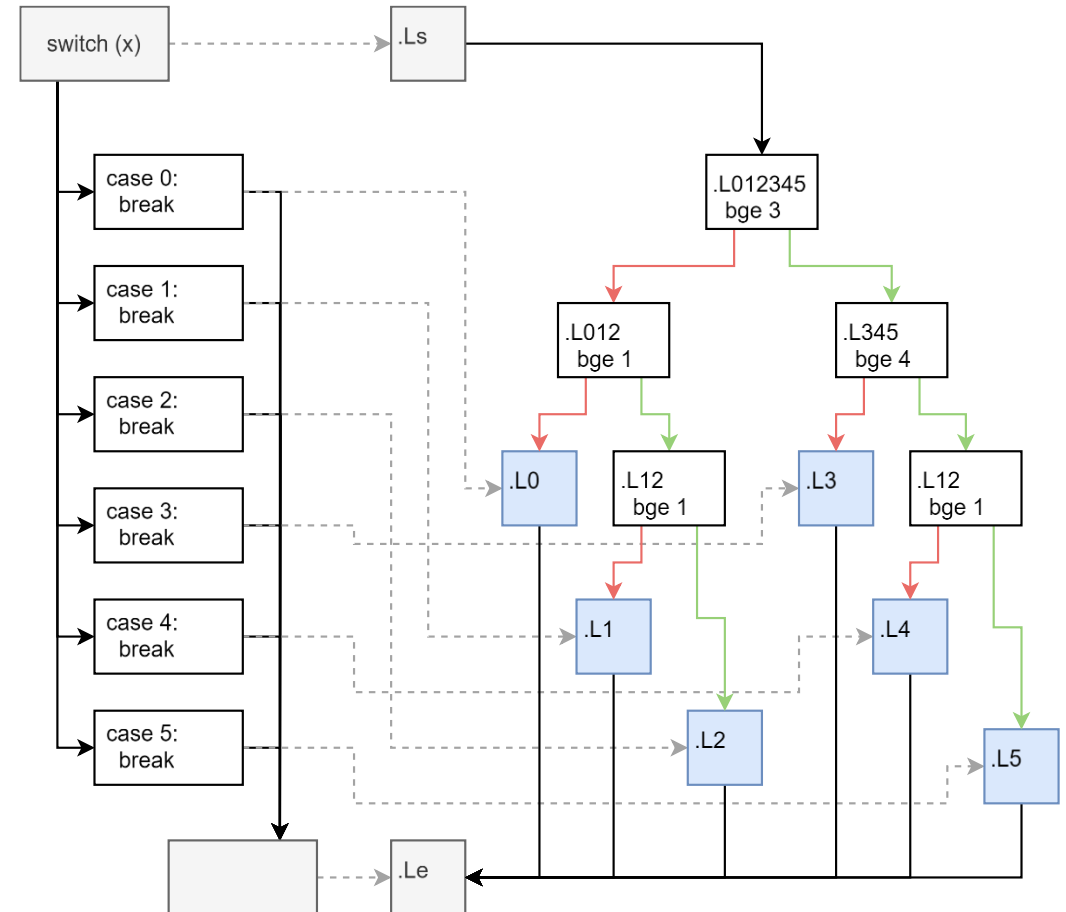 switch (x)
.Ls
case 0:
break
case 1:
break
case 2:
break
case 3:
break
case 4:
break
case 5:
break
.L012345
bge 3
.L012
bge 1
.L345
bge 4
.L0
.L12
bge 1
.L3
.L12
bge 1
.L1
.L4
.L2
.L5
.Le